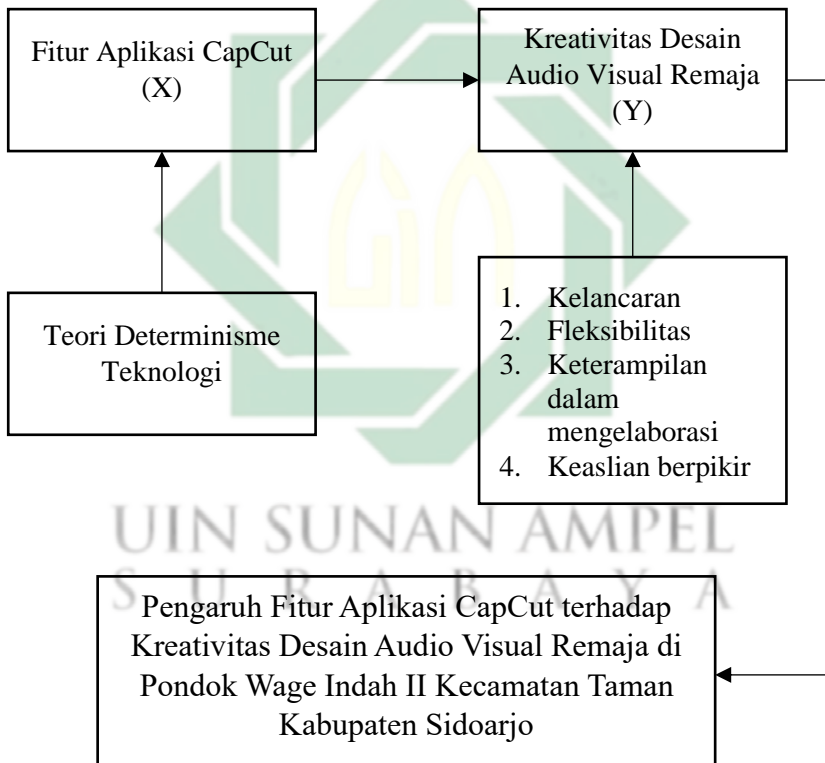 Fitur Aplikasi CapCut
(X)
Kreativitas Desain
Audio Visual Remaja
(Y)
Teori Determinisme
Teknologi
1. Kelancaran
2. Fleksibilitas
3. Keterampilan
dalam
mengelaborasi
4. Keaslian berpikir
UIN SUNAN AMPEL
S U R A B A Y A
Pengaruh Fitur Aplikasi CapCut terhadap
Kreativitas Desain Audio Visual Remaja di
Pondok Wage Indah II Kecamatan Taman
Kabupaten Sidoarjo